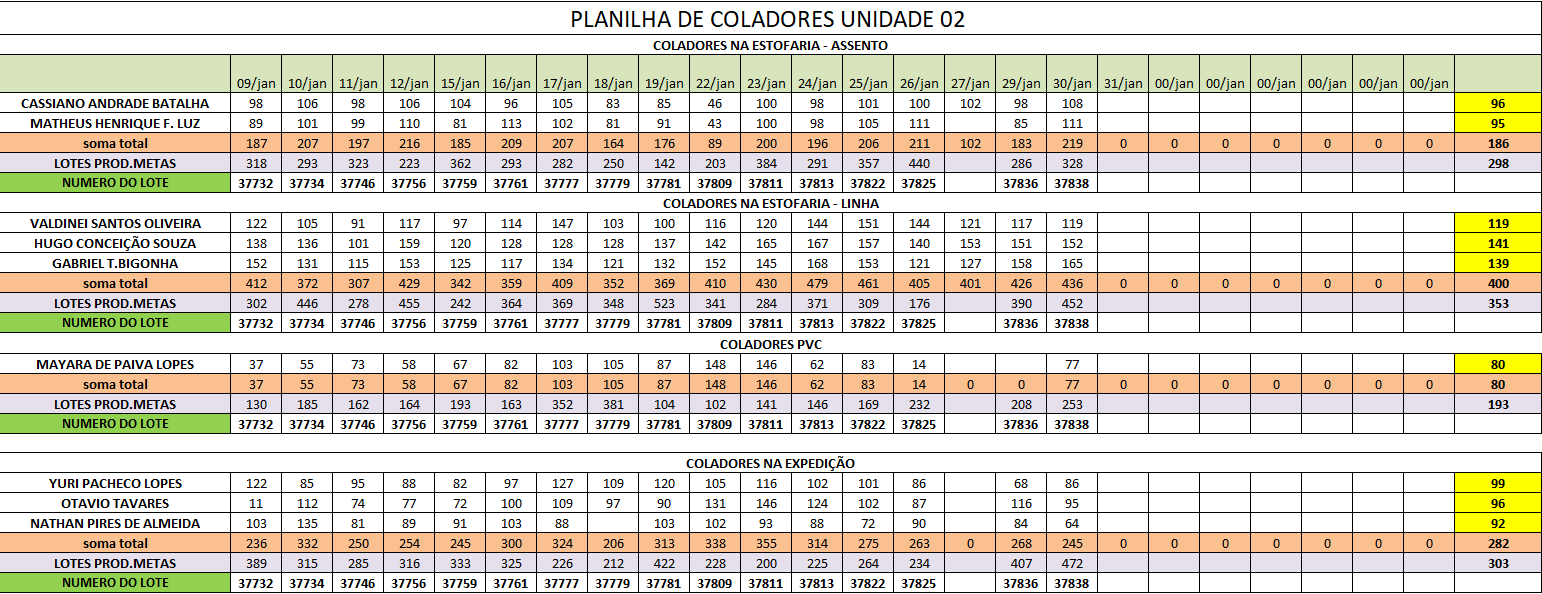 PLANILHA DE COLADORES UNIDADE 02
COLADORES NA ESTOFARIA - ASSENTO
09/jan 10/jan 11/jan 12/jan 15/jan 16/jan 17/jan 18/jan 19/jan 22/jan 23/jan 24/jan 25/jan 26/jan 27/jan 29/jan 30/jan 31/jan 00/jan 00/jan 00/jan 00/jan 00/jan 00/jan
CASSIANO ANDRADE BATALHA 98 106 98 106 104 96 105 83 85 46 100 98 101 100 102 98 108 96
MATHEUS HENRIQUE F. LUZ 89 101 99 110 81 113 102 81 91 43 100 98 105 111 85 111 95
soma total 187 207 197 216 185 209 207 164 176 89 200 196 206 211 102 183 219 0 0 0 0 0 0 0 186
LOTES PROD.METAS 318 293 323 223 362 293 282 250 142 203 384 291 357 440 286 328 298
NUMERO DO LOTE 37732 37734 37746 37756 37759 37761 37777 37779 37781 37809 37811 37813 37822 37825 37836 37838
COLADORES NA ESTOFARIA - LINHA
VALDINEI SANTOS OLIVEIRA 122 105 91 117 97 114 147 103 100 116 120 144 151 144 121 117 119 119
HUGO CONCEIÇÃO SOUZA 138 136 101 159 120 128 128 128 137 142 165 167 157 140 153 151 152 141
GABRIEL T.BIGONHA 152 131 115 153 125 117 134 121 132 152 145 168 153 121 127 158 165 139
soma total 412 372 307 429 342 359 409 352 369 410 430 479 461 405 401 426 436 0 0 0 0 0 0 0 400
LOTES PROD.METAS 302 446 278 455 242 364 369 348 523 341 284 371 309 176 390 452 353
NUMERO DO LOTE 37732 37734 37746 37756 37759 37761 37777 37779 37781 37809 37811 37813 37822 37825 37836 37838
COLADORES PVC
MAYARA DE PAIVA LOPES 37 55 73 58 67 82 103 105 87 148 146 62 83 14 77 80
soma total 37 55 73 58 67 82 103 105 87 148 146 62 83 14 0 0 77 0 0 0 0 0 0 0 80
LOTES PROD.METAS 130 185 162 164 193 163 352 381 104 102 141 146 169 232 208 253 193
NUMERO DO LOTE 37732 37734 37746 37756 37759 37761 37777 37779 37781 37809 37811 37813 37822 37825 37836 37838
COLADORES NA EXPEDIÇÃO
YURI PACHECO LOPES 122 85 95 88 82 97 127 109 120 105 116 102 101 86 68 86 99
OTAVIO TAVARES 11 112 74 77 72 100 109 97 90 131 146 124 102 87 116 95 96
NATHAN PIRES DE ALMEIDA 103 135 81 89 91 103 88 103 102 93 88 72 90 84 64 92
soma total 236 332 250 254 245 300 324 206 313 338 355 314 275 263 0 268 245 0 0 0 0 0 0 0 282
LOTES PROD.METAS 389 315 285 316 333 325 226 212 422 228 200 225 264 234 407 472 303
NUMERO DO LOTE 37732 37734 37746 37756 37759 37761 37777 37779 37781 37809 37811 37813 37822 37825 37836 37838